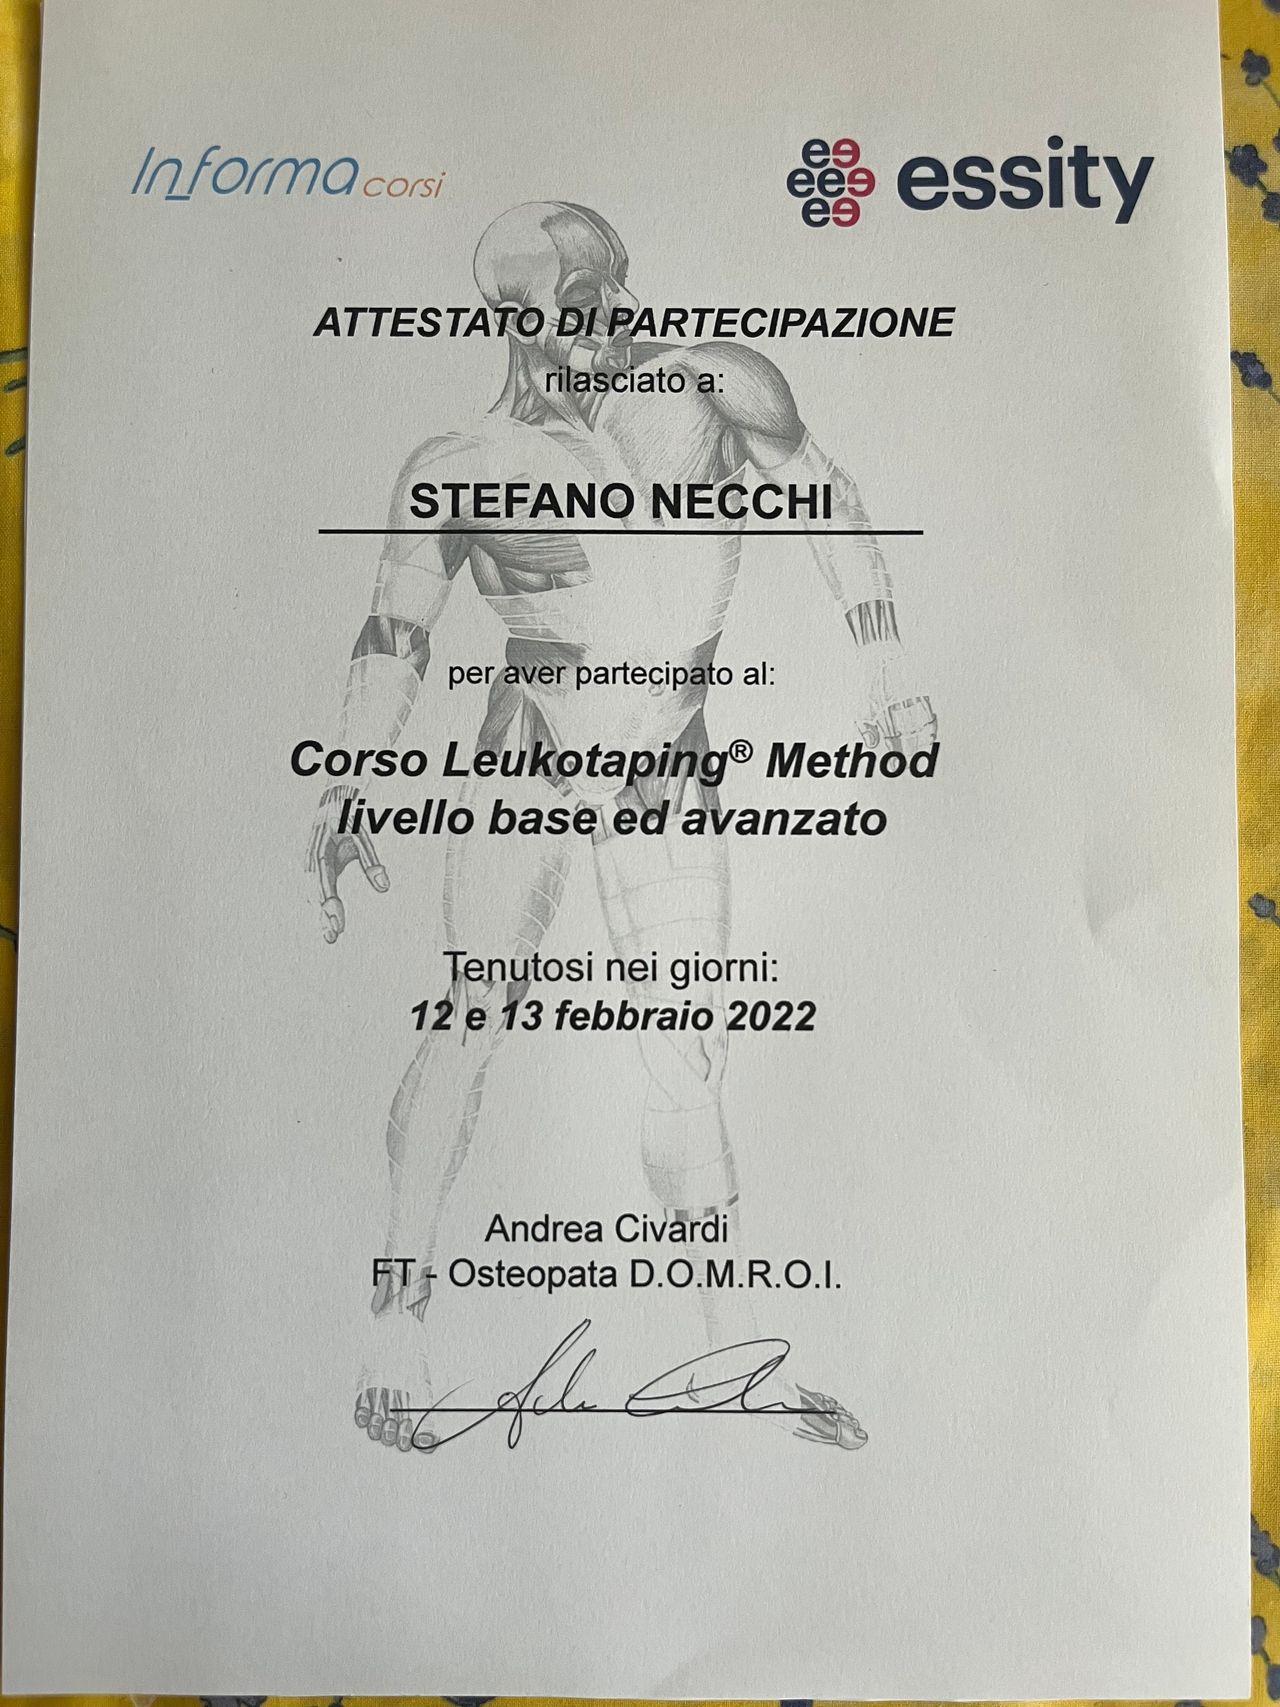 Informa corsi
essity
ATTESTATO DI PARTECIPAZIONE
rilasciato a:
STEFANO NECCHI
per aver partecipato al:
Corso Leukotaping® Method
livello base ed avanzato
Tenutosi nei giorni:
12 e 13 febbraio 2022
Andrea Civardi
FT - Osteopata D.O.M.R.O.I.